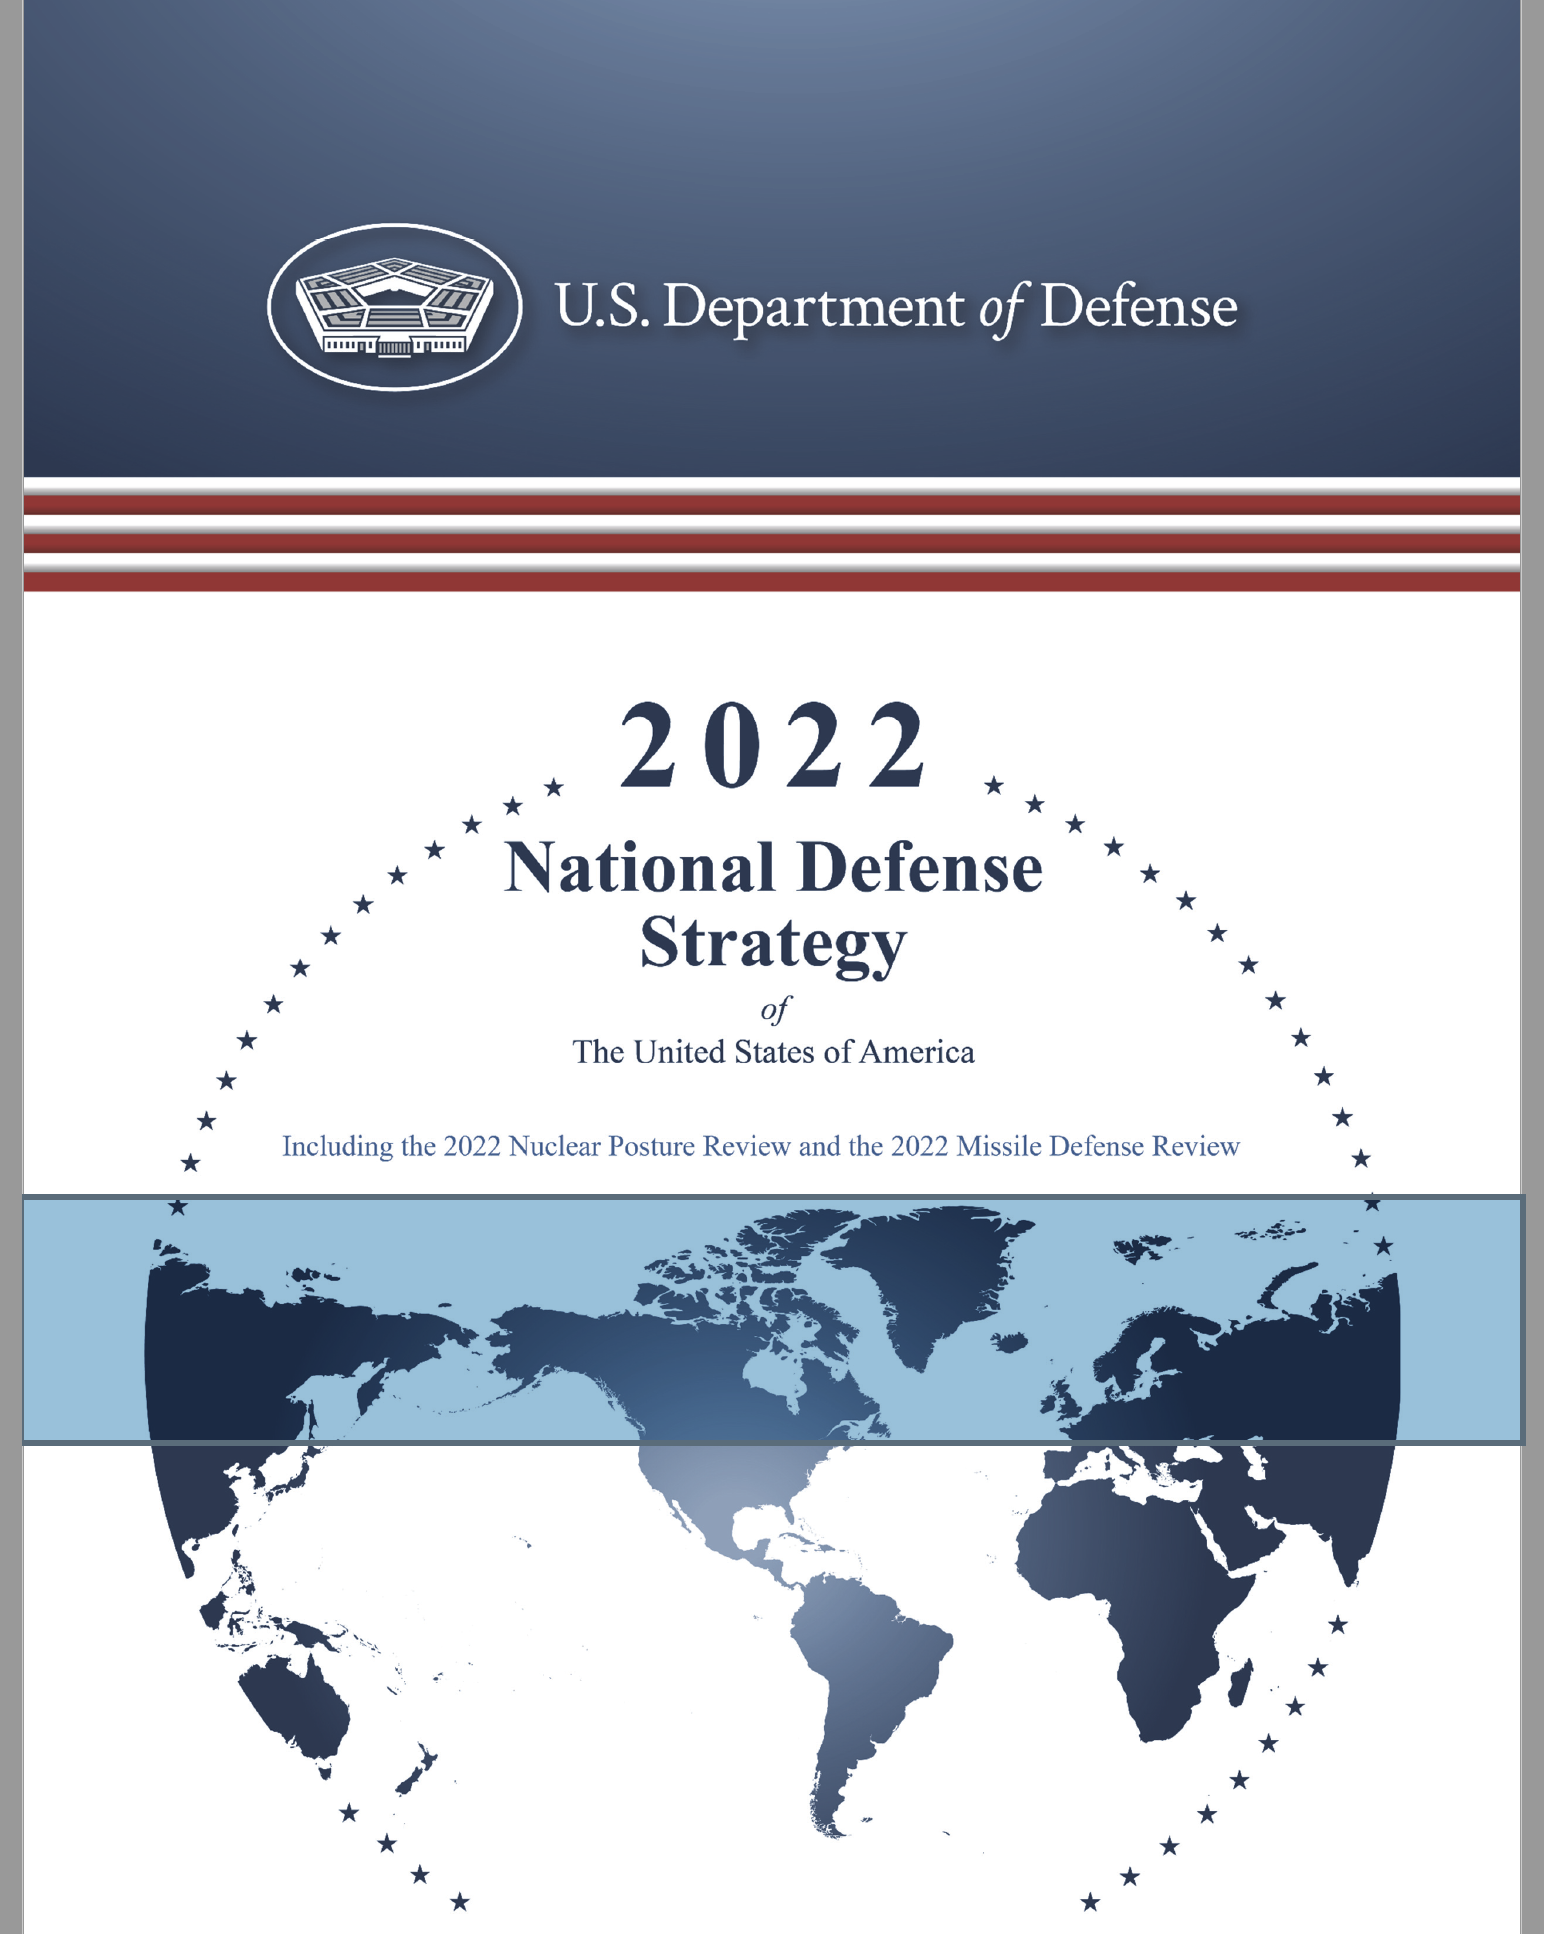 U.S. Department of Defense
2022
National Defense
Strategy
of
The United States of America
Including the 2022 Nuclear Posture Review and the 2022 Missile Defense Review